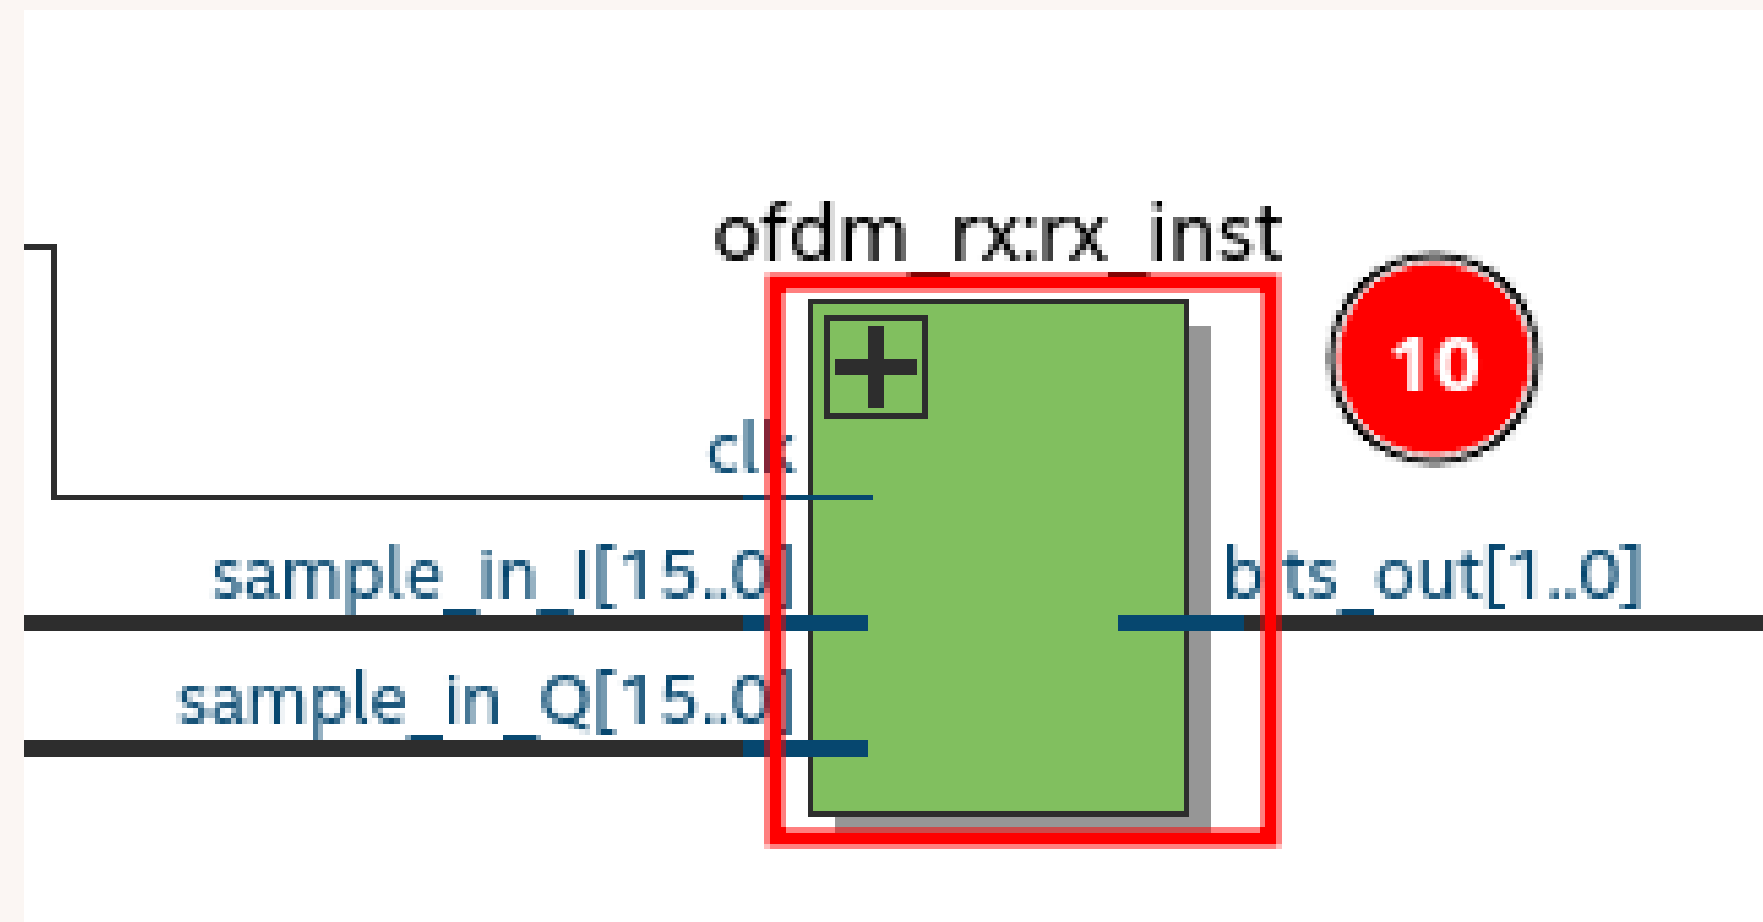 ofdm_rx:rx_inst
10
clk
sample_in_I[15..0]
bits_out[1..0]
sample_in_Q[15..0]